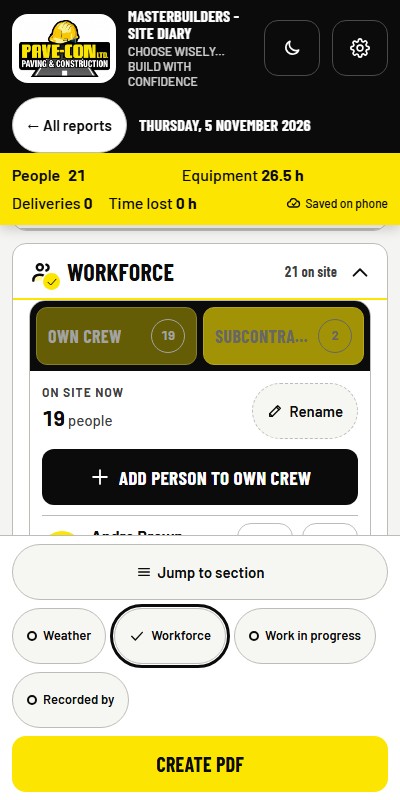 PAVE-CON LTD.
PAVING & CONSTRUCTION
MASTERBUILDERS -
SITE DIARY
CHOOSE WISELY...
BUILD WITH
CONFIDENCE
← All reports
THURSDAY, 5 NOVEMBER 2026
People 21
Equipment 26.5 h
Deliveries 0
Time lost 0 h
Saved on phone
WORKFORCE
21 on site
OWN CREW
19
SUBCONTRA...
2
ON SITE NOW
19 people
Rename
ADD PERSON TO OWN CREW
Jump to section
Weather
Workforce
Work in progress
Recorded by
CREATE PDF